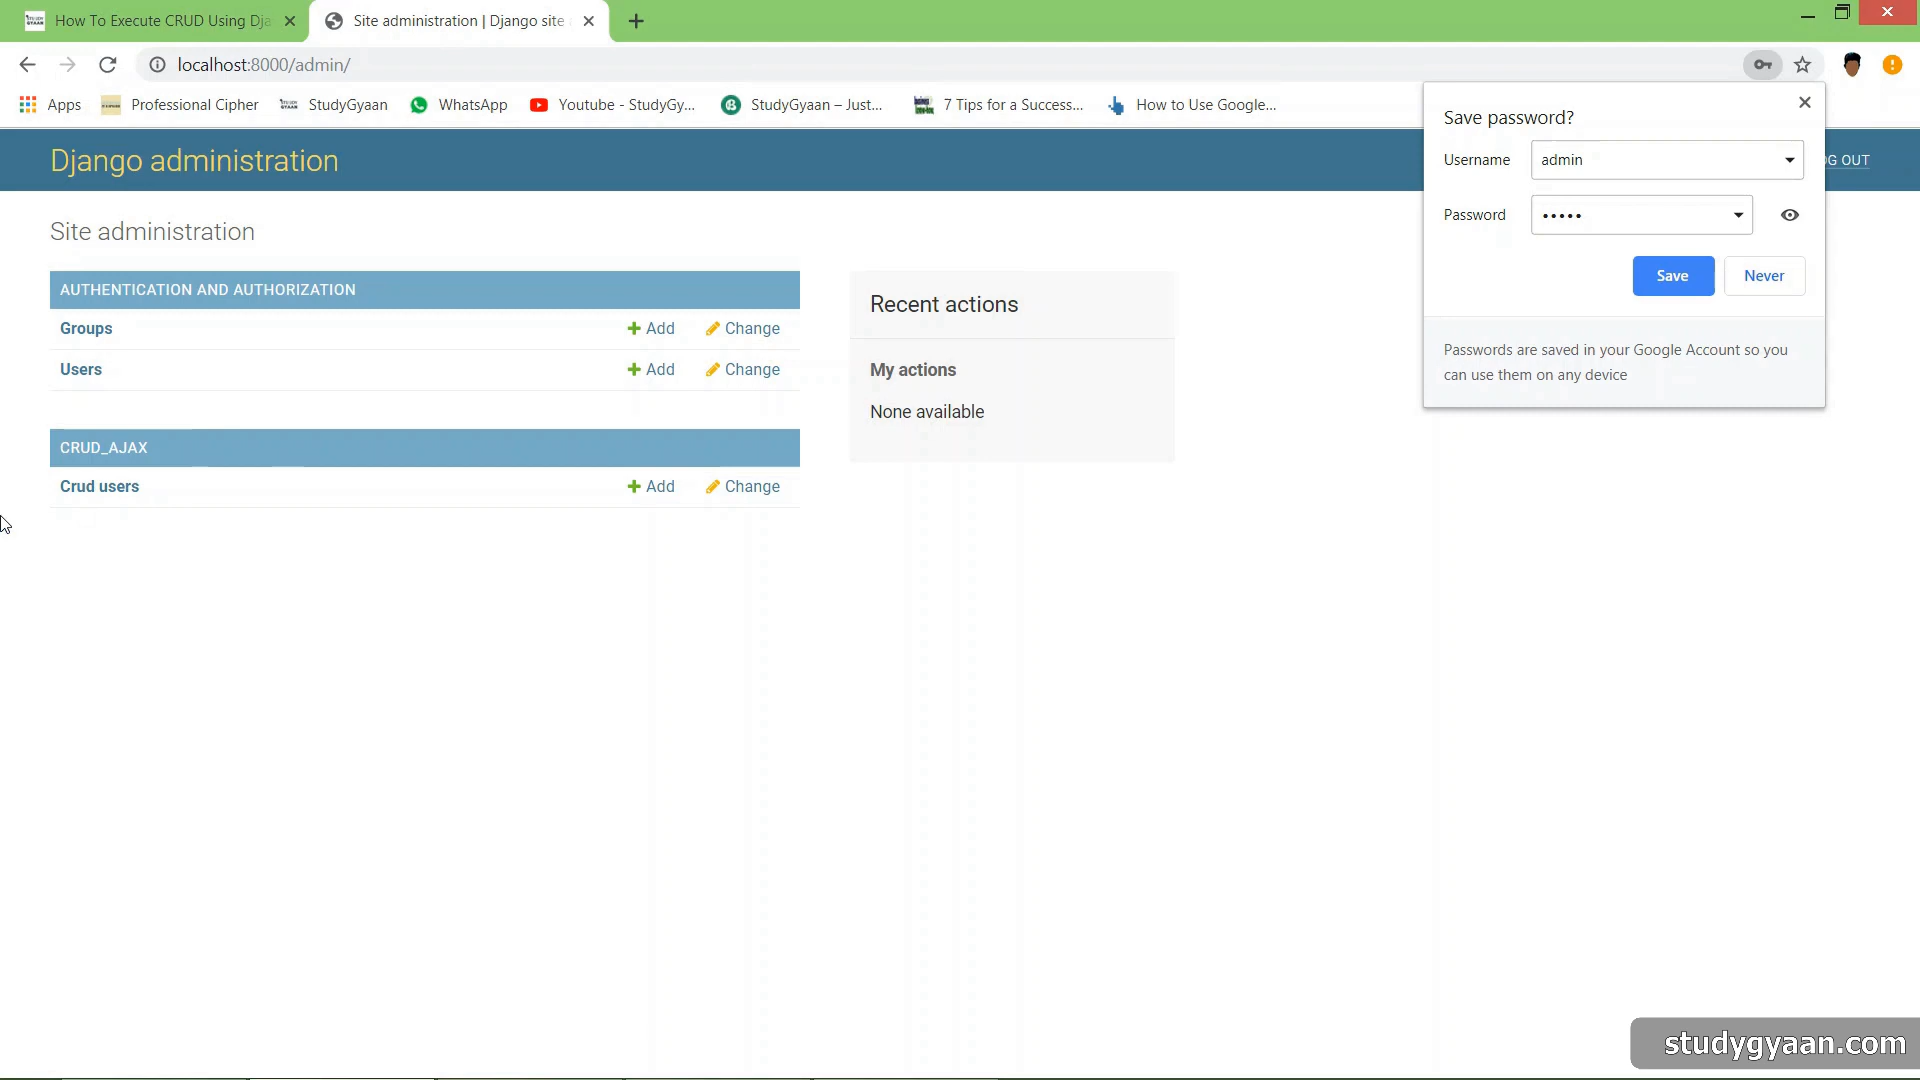 How To Execute CRUD Using Dja
Site administration | Django site
localhost:8000/admin/
Apps
Professional Cipher
StudyGyaan
WhatsApp
Youtube - StudyGy...
StudyGyaan – Just...
7 Tips for a Success...
How to Use Google...
Django administration
OG OUT
Save password?
Username
admin
Password
•••••
Save
Never
Passwords are saved in your Google Account so you
can use them on any device
Site administration
AUTHENTICATION AND AUTHORIZATION
Groups
Add
Change
Users
Add
Change
CRUD_AJAX
Crud users
Add
Change
Recent actions
My actions
None available
studygyaan.com